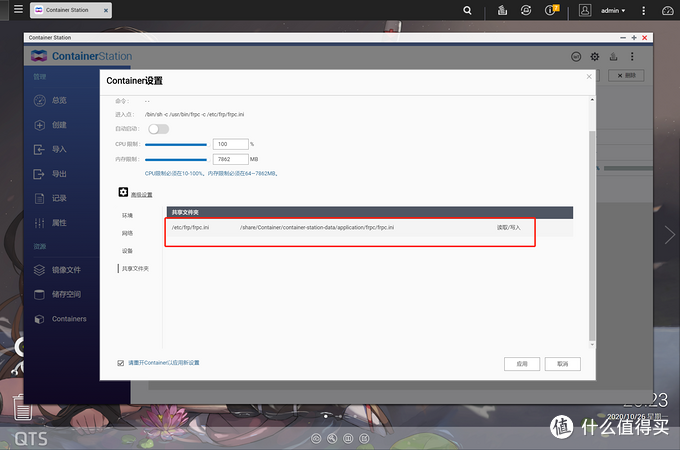 Container Station
admin
Container Station
ContainerStation
管理
总览
创建
导入
导出
记录
属性
设置
镜像文件
储存空间
Containers
删除
Container设置
命令: - -
进入点: /bin/sh -c /usr/bin/frpc -c /etc/frp/frpc.ini
自动启动:
CPU 限制: 100 %
内存限制: 7862 MB
CPU限制必须在10-100%。内存限制必须在64~7862MB。
高级设置
环境
网络
设备
共享文件夹
共享文件夹
/etc/frp/frpc.ini /share/Container/container-station-data/application/frpc/frpc.ini 读取/写入
请重开Container以应用新设置
应用 取消
20:23
2020/10/26 星期一
QTS
值 什么值得买